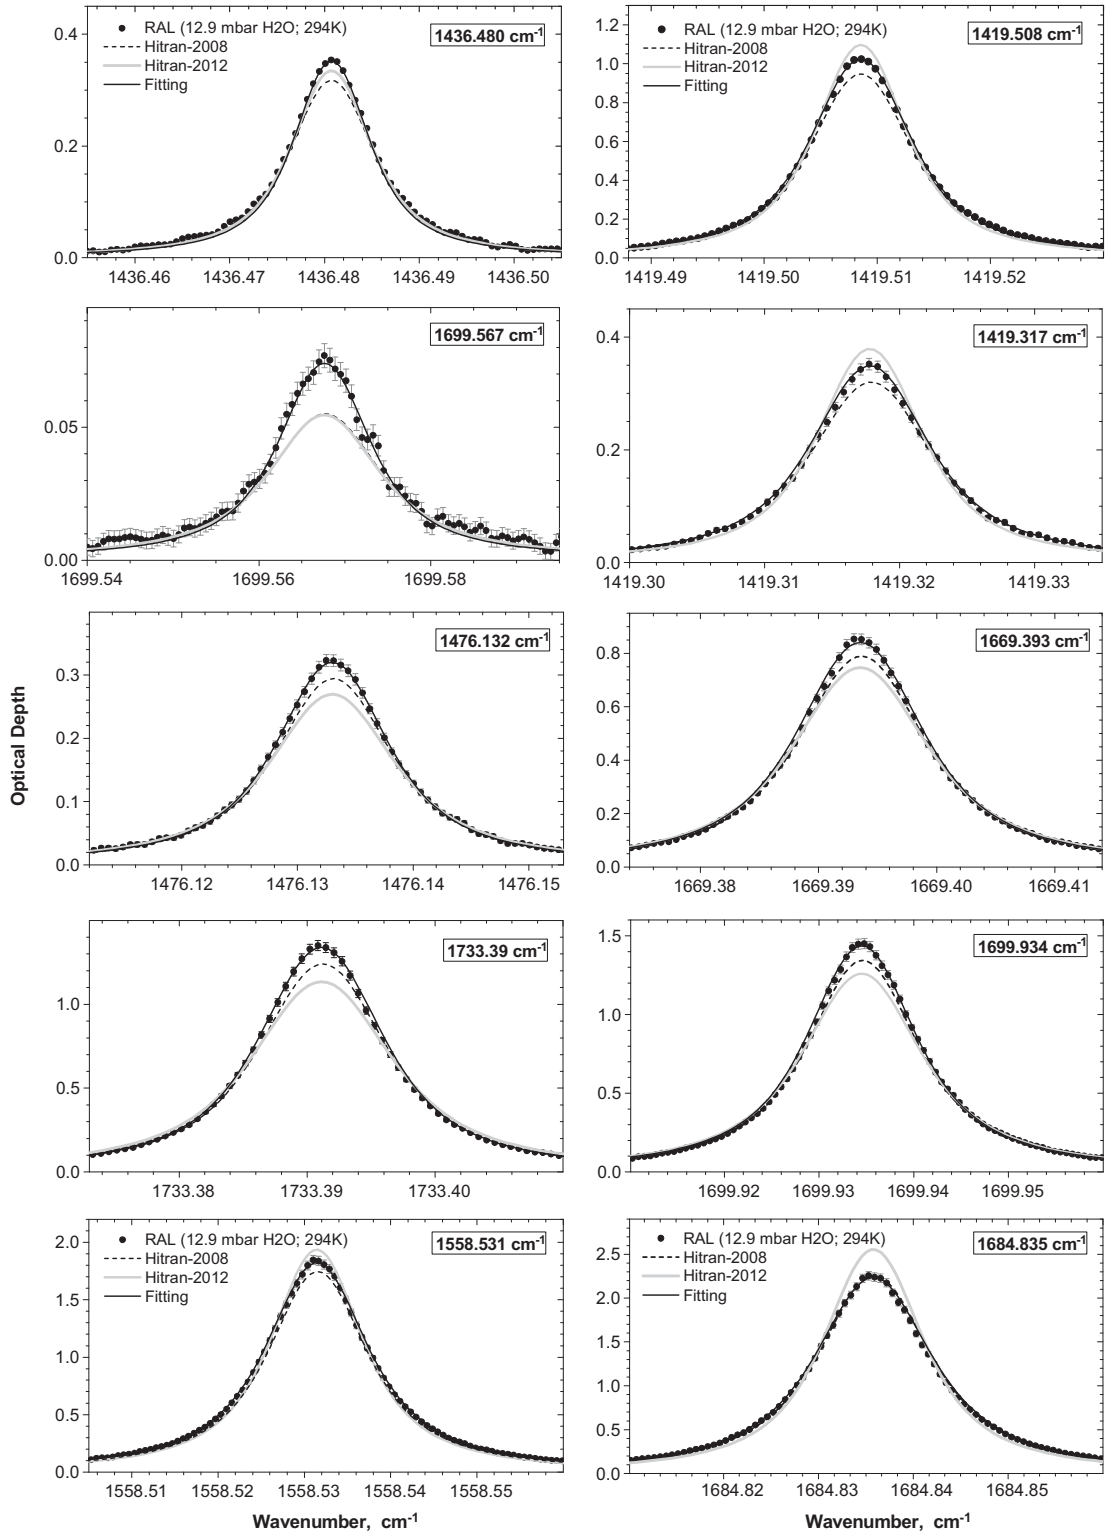 RAL (12.9 mbar H2O; 294K)
Hitran-2008
Hitran-2012
Fitting
1436.480 cm-1
0.4
0.2
0.0
1436.46 1436.47 1436.48 1436.49 1436.50
RAL (12.9 mbar H2O; 294K)
Hitran-2008
Hitran-2012
Fitting
1419.508 cm-1
1.2
1.0
0.8
0.6
0.4
0.2
0.0
1419.49 1419.50 1419.51 1419.52
1699.567 cm-1
0.05
0.00
1699.54 1699.56 1699.58
1419.317 cm-1
0.4
0.2
0.0
1419.30 1419.31 1419.32 1419.33
Optical Depth
1476.132 cm-1
0.3
0.2
0.1
0.0
1476.12 1476.13 1476.14 1476.15
1669.393 cm-1
0.8
0.6
0.4
0.2
0.0
1669.38 1669.39 1669.40 1669.41
1733.39 cm-1
1.0
0.5
0.0
1733.38 1733.39 1733.40
1699.934 cm-1
1.5
1.0
0.5
0.0
1699.92 1699.93 1699.94 1699.95
RAL (12.9 mbar H2O; 294K)
Hitran-2008
Hitran-2012
Fitting
1558.531 cm-1
2.0
1.5
1.0
0.5
0.0
1558.51 1558.52 1558.53 1558.54 1558.55
Wavenumber, cm-1
RAL (12.9 mbar H2O; 294K)
Hitran-2008
Hitran-2012
Fitting
1684.835 cm-1
2.5
2.0
1.5
1.0
0.5
0.0
1684.82 1684.83 1684.84 1684.85
Wavenumber, cm-1